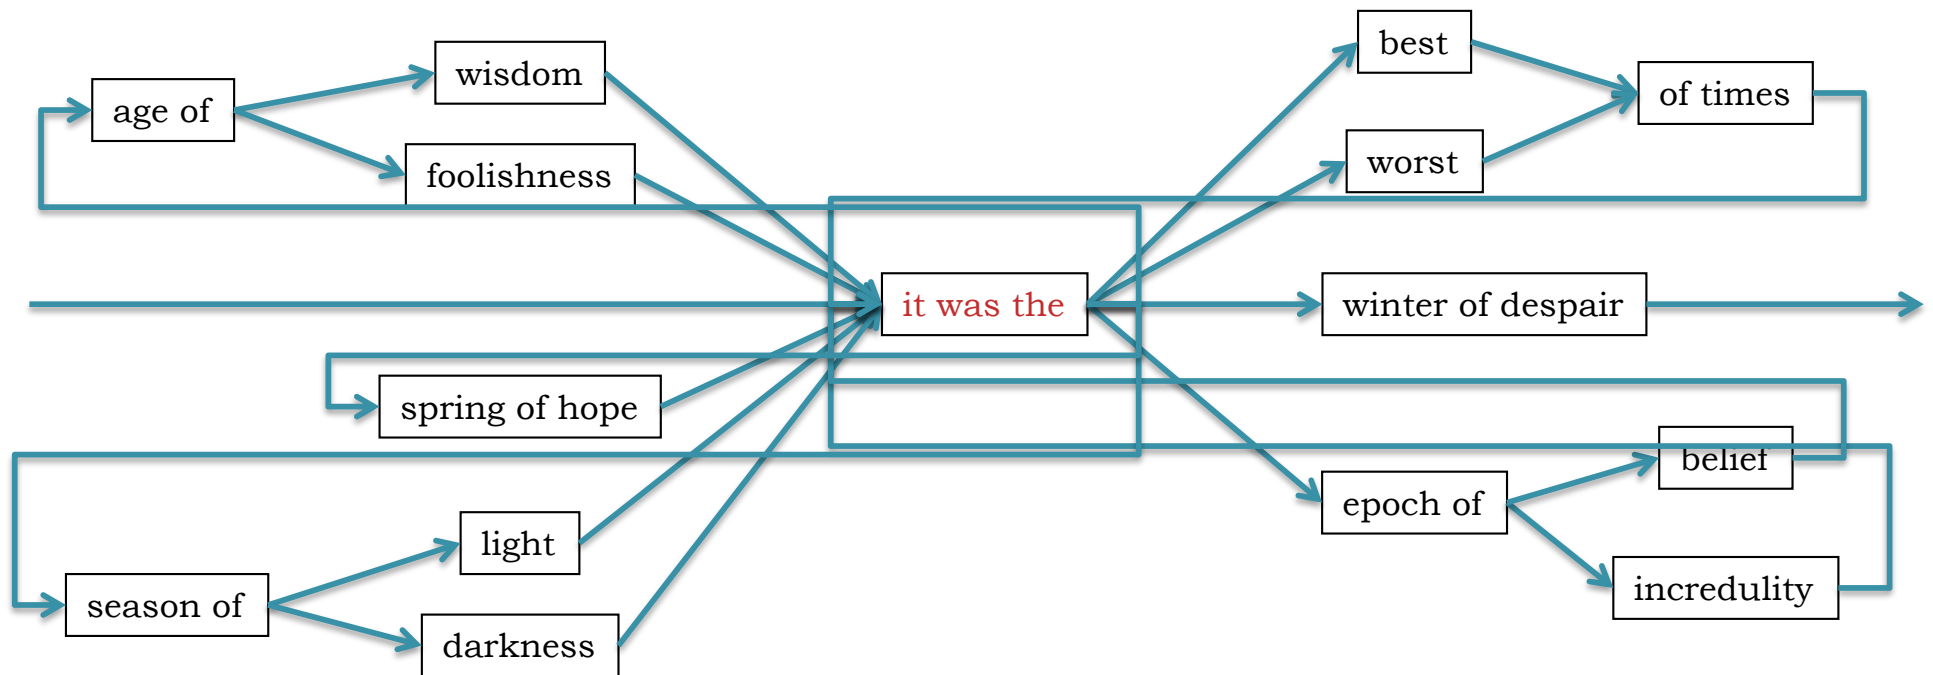 best
wisdom
of times
age of
worst
foolishness
it was the
winter of despair
spring of hope
belief
epoch of
light
incredulity
season of
darkness